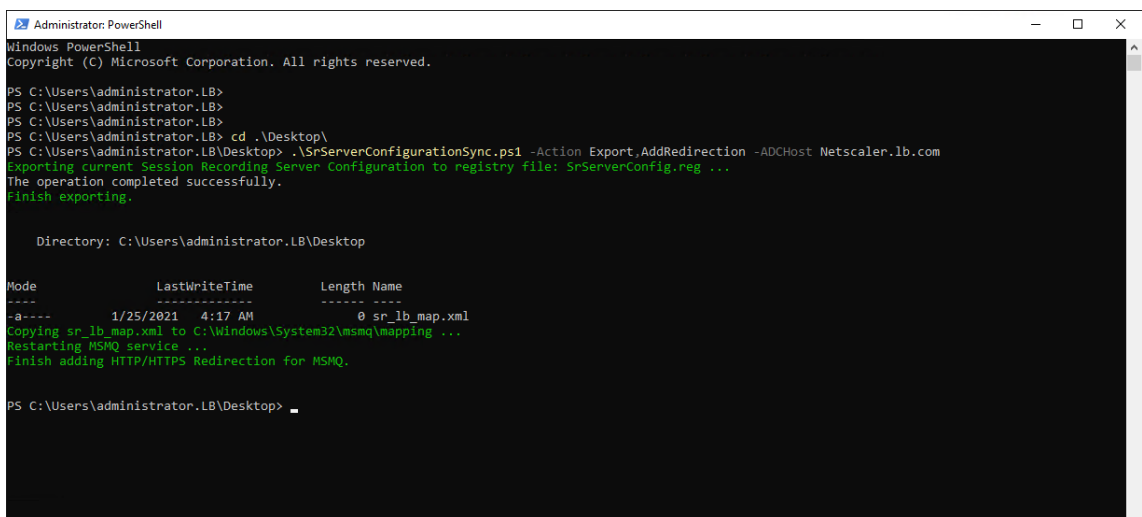 Administrator: PowerShell
Windows PowerShell
Copyright (C) Microsoft Corporation. All rights reserved.
PS C:\Users\administrator.LB>
PS C:\Users\administrator.LB>
PS C:\Users\administrator.LB>
PS C:\Users\administrator.LB> cd .\Desktop\
PS C:\Users\administrator.LB\Desktop> .\SrServerConfigurationSync.ps1 -Action Export,AddRedirection -ADCHost Netscaler.lb.com
Exporting current Session Recording Server Configuration to registry file: SrServerConfig.reg ...
The operation completed successfully.
Finish exporting.
    Directory: C:\Users\administrator.LB\Desktop
Mode                LastWriteTime         Length Name
----                -------------         ------ ----
-a----        1/25/2021   4:17 AM              0 sr_lb_map.xml
Copying sr_lb_map.xml to C:\Windows\System32\msmq\mapping ...
Restarting MSMQ service ...
Finish adding HTTP/HTTPS Redirection for MSMQ.
PS C:\Users\administrator.LB\Desktop>